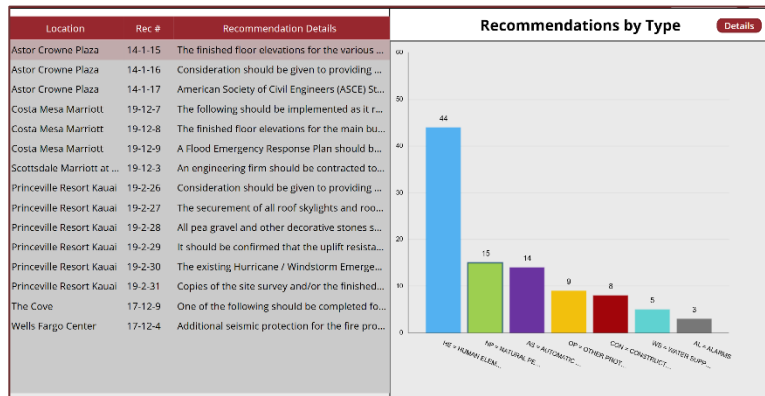 Location Rec # Recommendation Details
Astor Crowne Plaza 14-1-15 The finished floor elevations for the various ...
Astor Crowne Plaza 14-1-16 Consideration should be given to providing ...
Astor Crowne Plaza 14-1-17 American Society of Civil Engineers (ASCE) St...
Costa Mesa Marriott 19-12-7 The following should be implemented as it r...
Costa Mesa Marriott 19-12-8 The finished floor elevations for the main bu...
Costa Mesa Marriott 19-12-9 A Flood Emergency Response Plan should b...
Scottsdale Marriott at ... 19-12-3 An engineering firm should be contracted to...
Princeville Resort Kauai 19-2-26 Consideration should be given to providing ...
Princeville Resort Kauai 19-2-27 The securement of all roof skylights and roo...
Princeville Resort Kauai 19-2-28 All pea gravel and other decorative stones s...
Princeville Resort Kauai 19-2-29 It should be confirmed that the uplift resista...
Princeville Resort Kauai 19-2-30 The existing Hurricane / Windstorm Emerge...
Princeville Resort Kauai 19-2-31 Copies of the site survey and/or the finished...
The Cove 17-12-9 One of the following should be completed fo...
Wells Fargo Center 17-12-4 Additional seismic protection for the fire pro...
Recommendations by Type
Details
60
50
40
30
20
10
0
44
15
14
9
8
5
3
HE = HUMAN ELEM...
NP = NATURAL PE...
AS = AUTOMATIC ...
OP = OTHER PROT...
CON = CONSTRUCT...
WS = WATER SUPP...
AL = ALARMS